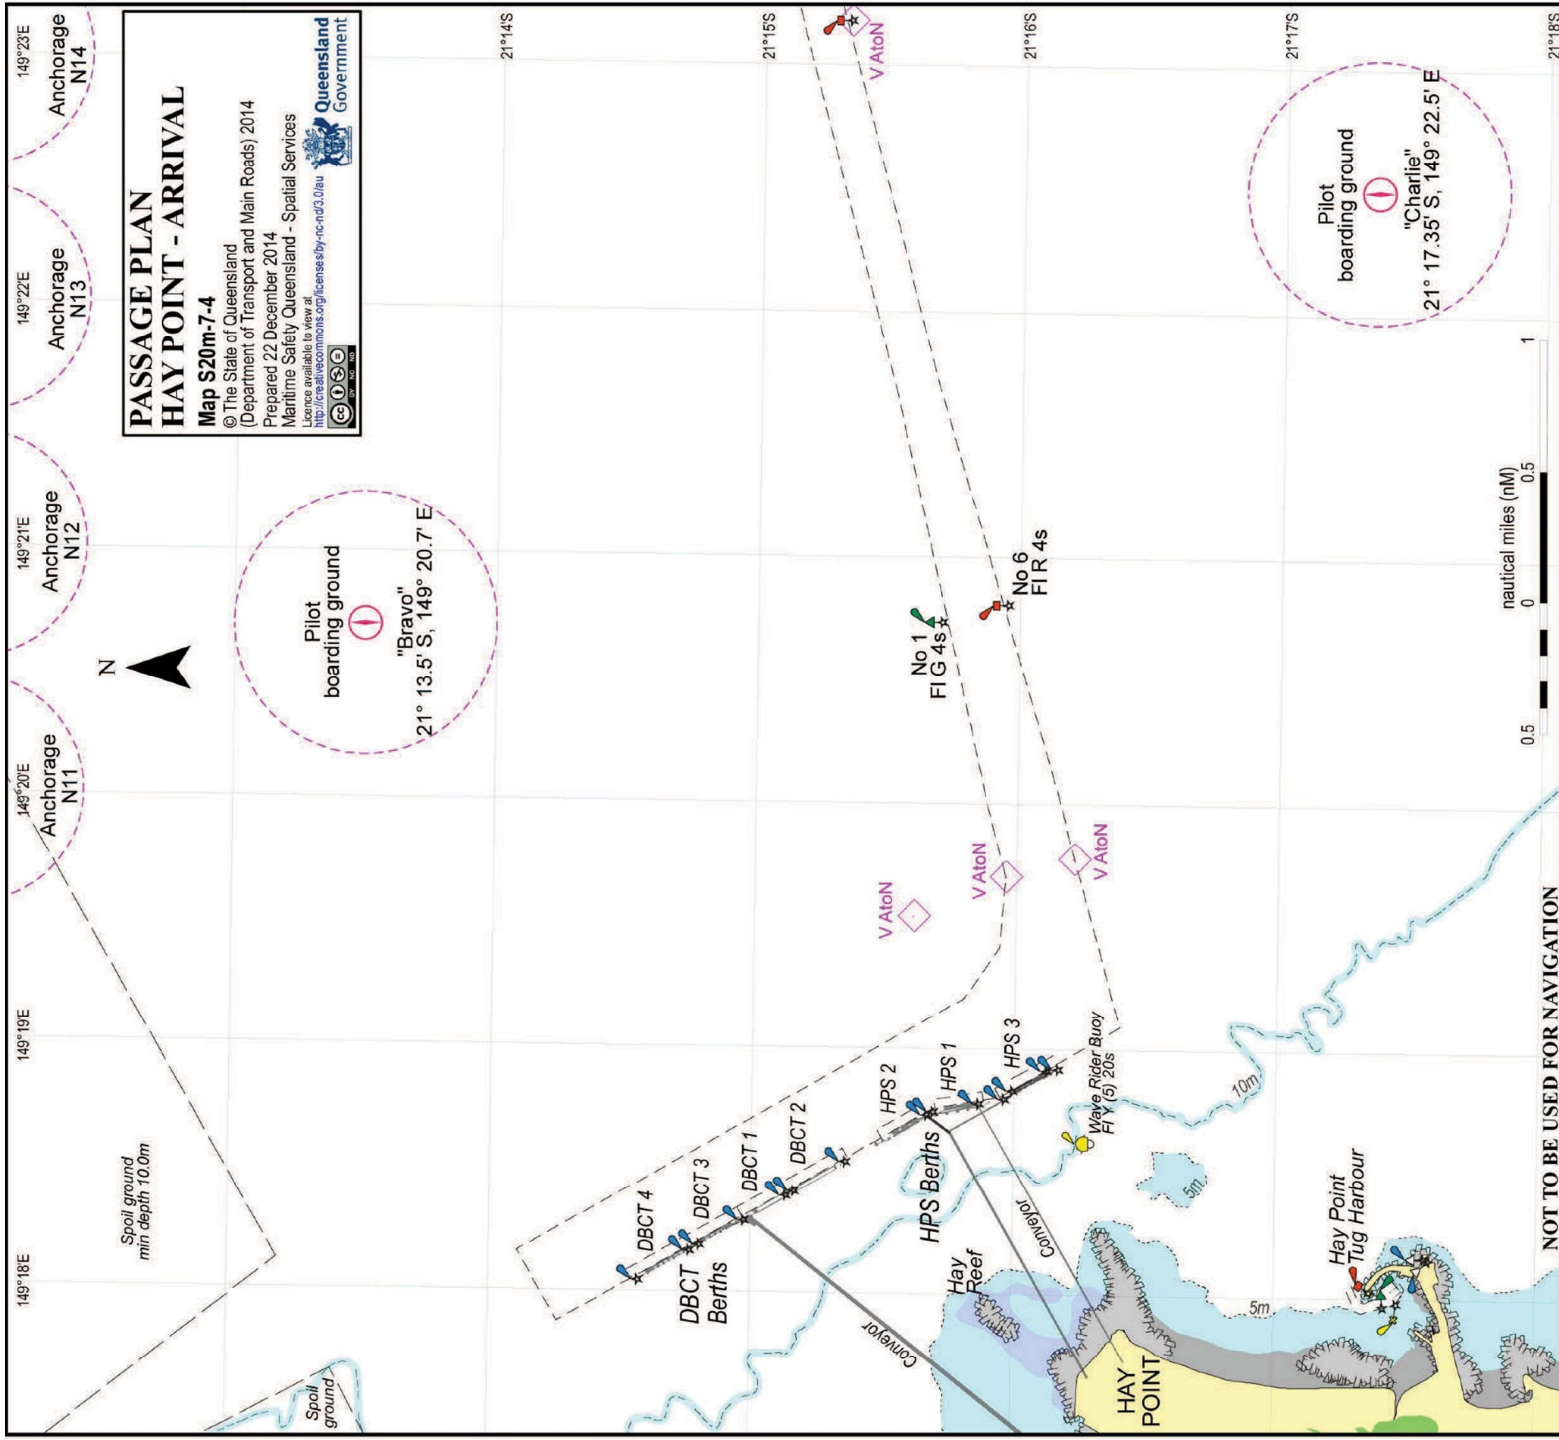 149°18'E
149°19'E
149°20'E
149°21'E
149°22'E
149°23'E
Anchorage
N11
Anchorage
N12
Anchorage
N13
Anchorage
N14
PASSAGE PLAN
HAY POINT - ARRIVAL
Map S20m-7-4
© The State of Queensland
(Department of Transport and Main Roads) 2014
Prepared 22 December 2014
Maritime Safety Queensland - Spatial Services
Licence available to view at
http://creativecommons.org/licenses/by-nc-nd/3.0/au
cc
BY NC ND
Queensland
Government
N
Spoil ground
min depth 10.0m
Spoil
ground
Pilot
boarding ground
"Bravo"
21° 13.5' S, 149° 20.7' E
21°14'S
21°15'S
21°16'S
21°17'S
21°18'S
DBCT 4
DBCT 3
DBCT 1
DBCT 2
DBCT
Berths
HPS 2
HPS 1
HPS 3
HPS Berths
V AtoN
V AtoN
V AtoN
V AtoN
No 1
Fl G 4s
No 6
Fl R 4s
Conveyor
Conveyor
Hay
Reef
Wave Rider Buoy
Fl Y (5) 20s
10m
5m
5m
HAY
POINT
Hay Point
Tug Harbour
Pilot
boarding ground
"Charlie"
21° 17.35' S, 149° 22.5' E
nautical miles (nM)
0.5 0 0.5 1
NOT TO BE USED FOR NAVIGATION